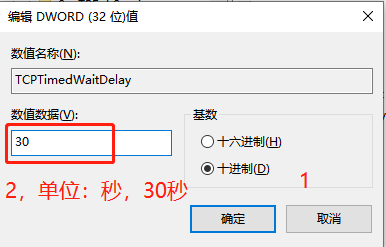 编辑 DWORD (32 位)值
数值名称(N):
TCPTimedWaitDelay
数值数据(V):
30
基数
十六进制(H)
十进制(D)
1
2，单位：秒，30秒
确定
取消